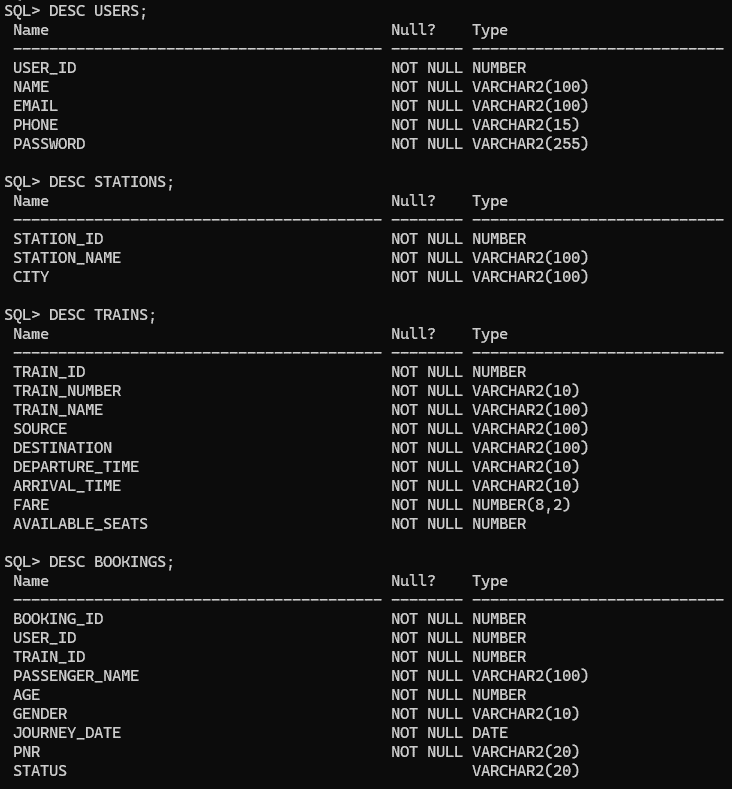 SQL> DESC USERS;
 Name                                      Null?    Type
 ----------------------------------------- -------- ----------------------------
 USER_ID                                   NOT NULL NUMBER
 NAME                                      NOT NULL VARCHAR2(100)
 EMAIL                                     NOT NULL VARCHAR2(100)
 PHONE                                     NOT NULL VARCHAR2(15)
 PASSWORD                                  NOT NULL VARCHAR2(255)

SQL> DESC STATIONS;
 Name                                      Null?    Type
 ----------------------------------------- -------- ----------------------------
 STATION_ID                                NOT NULL NUMBER
 STATION_NAME                              NOT NULL VARCHAR2(100)
 CITY                                      NOT NULL VARCHAR2(100)

SQL> DESC TRAINS;
 Name                                      Null?    Type
 ----------------------------------------- -------- ----------------------------
 TRAIN_ID                                  NOT NULL NUMBER
 TRAIN_NUMBER                              NOT NULL VARCHAR2(10)
 TRAIN_NAME                                NOT NULL VARCHAR2(100)
 SOURCE                                    NOT NULL VARCHAR2(100)
 DESTINATION                               NOT NULL VARCHAR2(100)
 DEPARTURE_TIME                            NOT NULL VARCHAR2(10)
 ARRIVAL_TIME                              NOT NULL VARCHAR2(10)
 FARE                                      NOT NULL NUMBER(8,2)
 AVAILABLE_SEATS                           NOT NULL NUMBER

SQL> DESC BOOKINGS;
 Name                                      Null?    Type
 ----------------------------------------- -------- ----------------------------
 BOOKING_ID                                NOT NULL NUMBER
 USER_ID                                   NOT NULL NUMBER
 TRAIN_ID                                  NOT NULL NUMBER
 PASSENGER_NAME                            NOT NULL VARCHAR2(100)
 AGE                                       NOT NULL NUMBER
 GENDER                                    NOT NULL VARCHAR2(10)
 JOURNEY_DATE                              NOT NULL DATE
 PNR                                       NOT NULL VARCHAR2(20)
 STATUS                                             VARCHAR2(20)